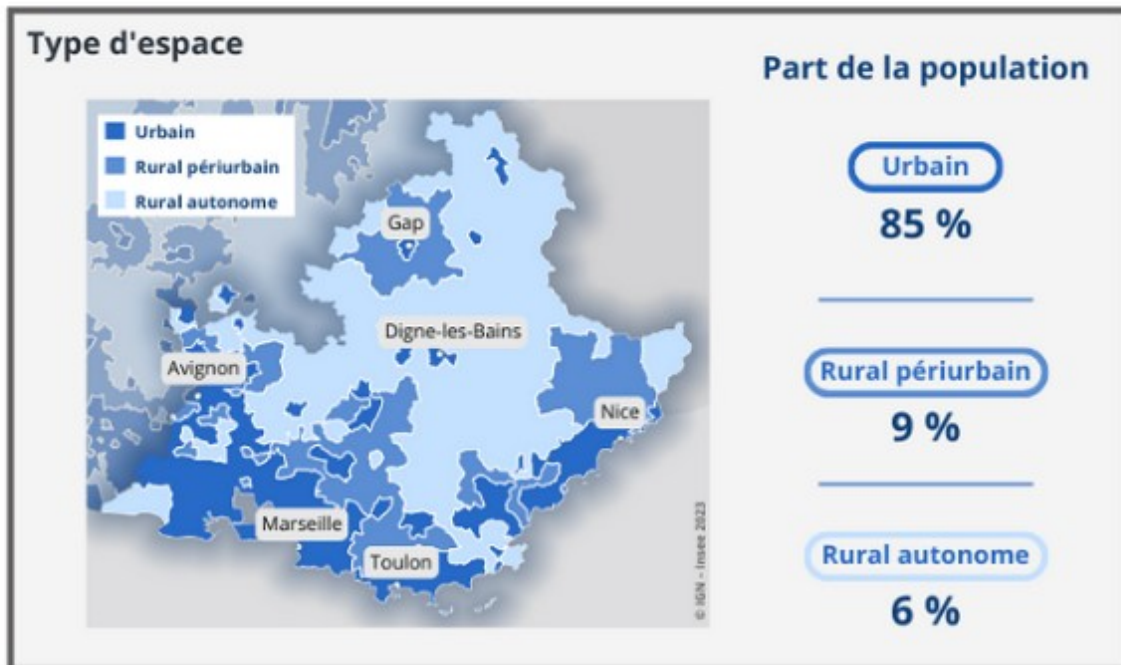 Type d'espace
Part de la population
Urbain
Rural périurbain
Rural autonome
Gap
Digne-les-Bains
Avignon
Nice
Marseille
Toulon
© IGN - Insee 2023
Urbain
85 %
Rural périurbain
9 %
Rural autonome
6 %